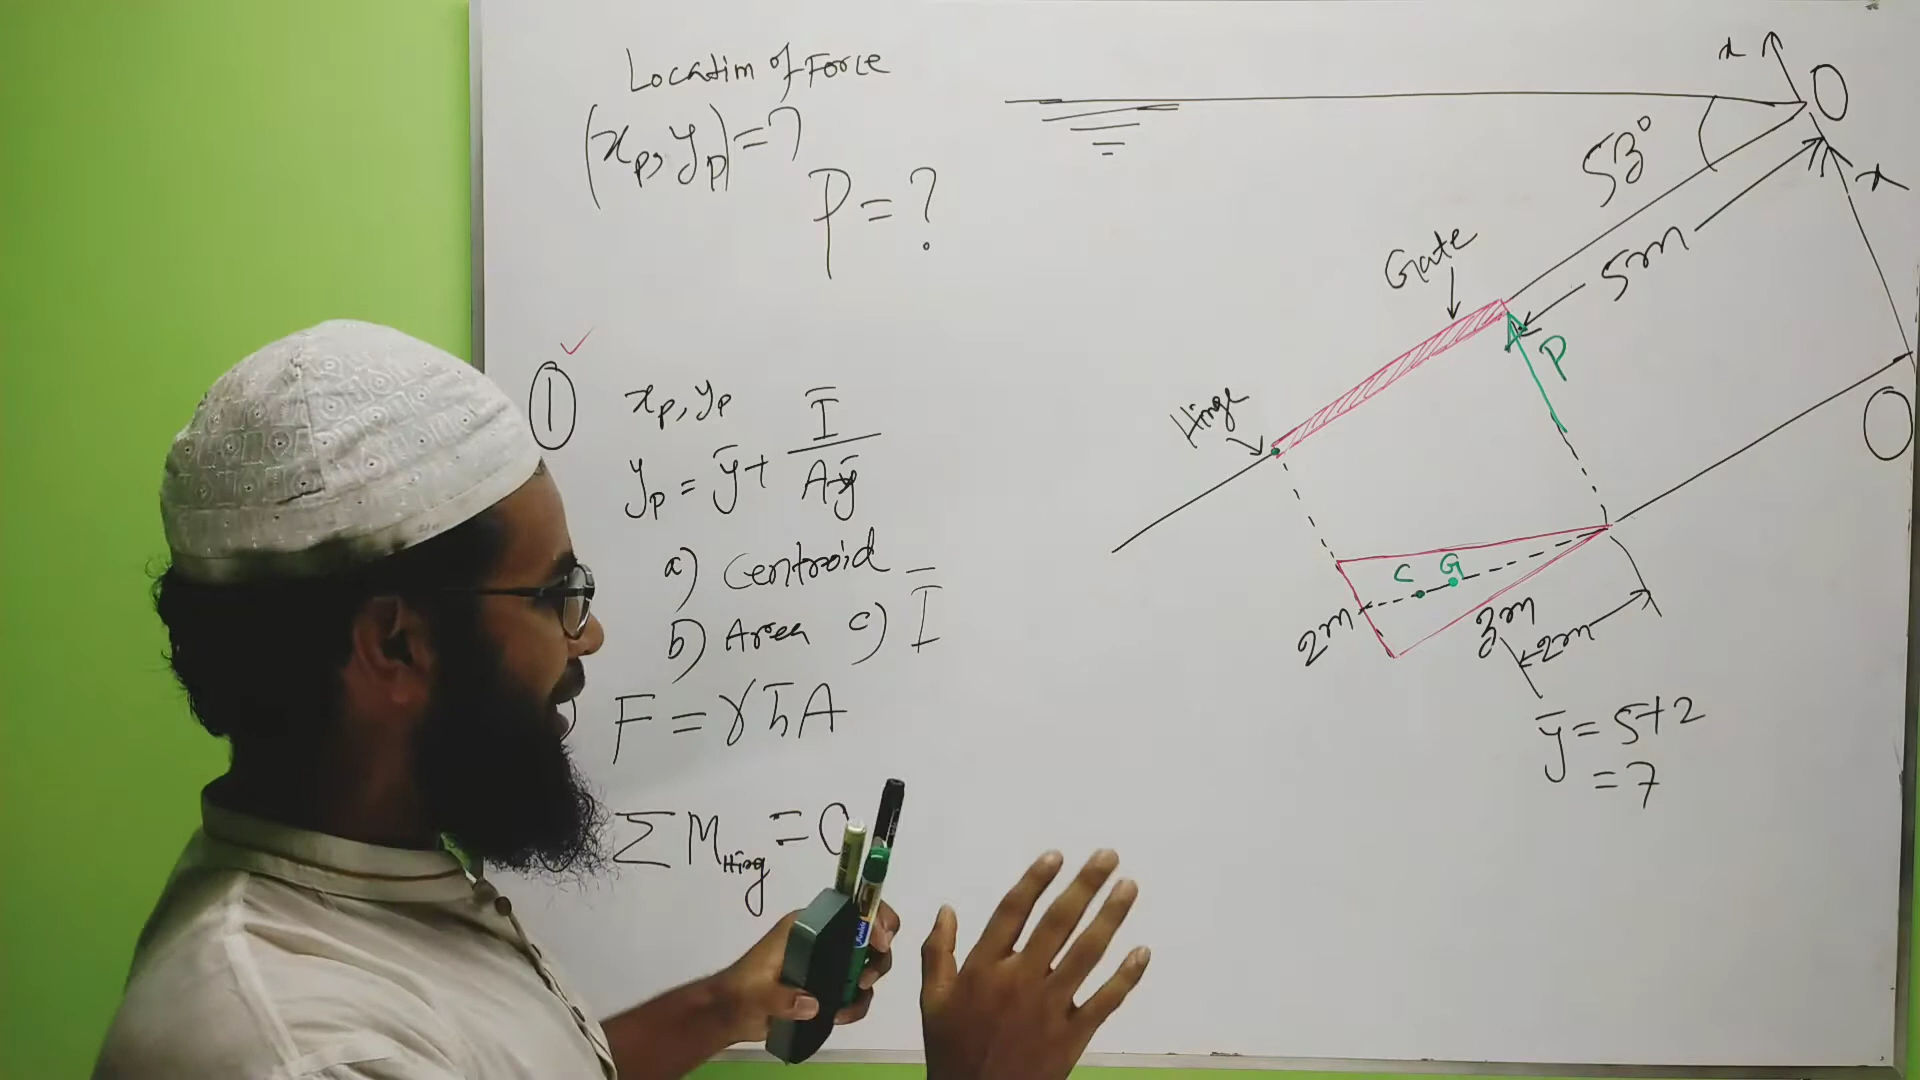 Location of Force
(x_p, y_p) = ?
P = ?
①
x_p, y_p
y_p = ȳ + Ī / Aȳ
a) Centroid
b) Area c) Ī
F = γh̄A
ΣM_Hing = 0
x
O
53°
x
5m
Gate
P
Hinge
O
C G
2m
3m
2m
ȳ = 5+2
= 7